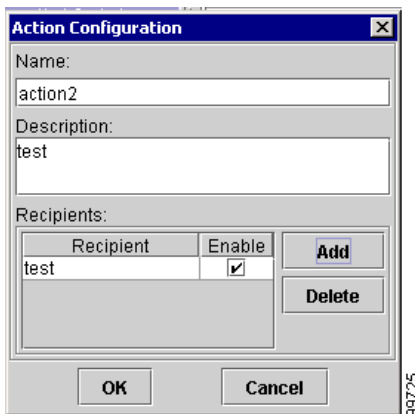 Action Configuration
Name:
action2
Description:
test
Recipients:
Recipient Enable
test
Add
Delete
OK Cancel
99725